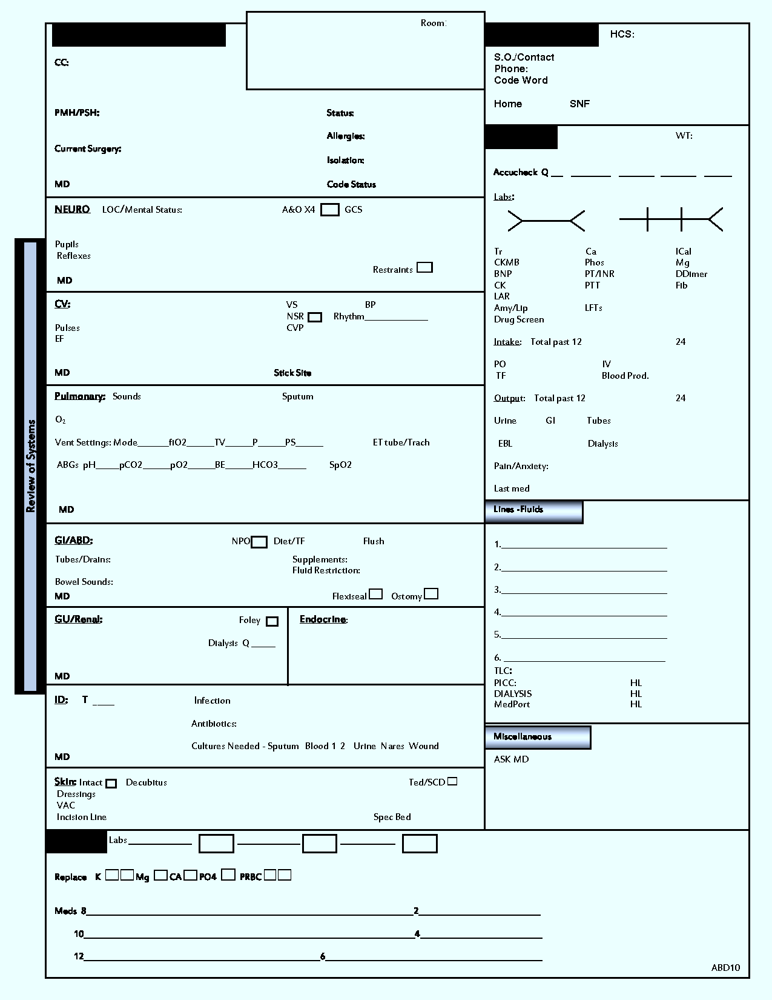 Room:
HCS:
CC:
S.O./Contact
Phone:
Code Word
Home SNF
PMH/PSH: Status:
Allergies:
Current Surgery:
Isolation:
MD Code Status
WT:
Accucheck Q __ _______ ______ ______ _____
Labs:
Tr Ca ICal
CKMB Phos Mg
BNP PT/INR DDimer
CK PTT Fib
LAR
Amy/Lip LFTs
Drug Screen
Intake: Total past 12 24
PO IV
TF Blood Prod.
Output: Total past 12 24
Urine GI Tubes
EBL Dialysis
Pain/Anxiety:
Last med
Review of Systems
NEURO LOC/Mental Status: A&O X4 GCS
Pupils
Reflexes
Restraints
MD
CV: VS BP
NSR Rhythm____________
Pulses CVP
EF
MD Stick Site
Pulmonary: Sounds Sputum
O₂
Vent Settings: Mode______fiO2______TV______P______PS______ ET tube/Trach
ABGs pH_____pCO2______pO2______BE______HCO3______ SpO2
MD
GI/ABD: NPO Diet/TF Flush
Tubes/Drains: Supplements:
Fluid Restriction:
Bowel Sounds:
MD Flexiseal Ostomy
GU/Renal: Foley Endocrine:
Dialysis Q _____
MD
ID: T ____ Infection
Antibiotics:
Cultures Needed - Sputum Blood 1 2 Urine Nares Wound
MD
Skin: Intact Decubitus Ted/SCD
Dressings
VAC
Incision Line Spec Bed
Lines -Fluids
1.______________________________
2.______________________________
3.______________________________
4.______________________________
5.______________________________
6. _____________________________
TLC:
PICC: HL
DIALYSIS HL
MedPort HL
Miscellaneous
ASK MD
Labs ____________ ____________ __________
Replace K Mg CA PO4 PRBC
Meds 8______________________________2______________________
10______________________________4______________________
12______________________________6______________________
ABD10